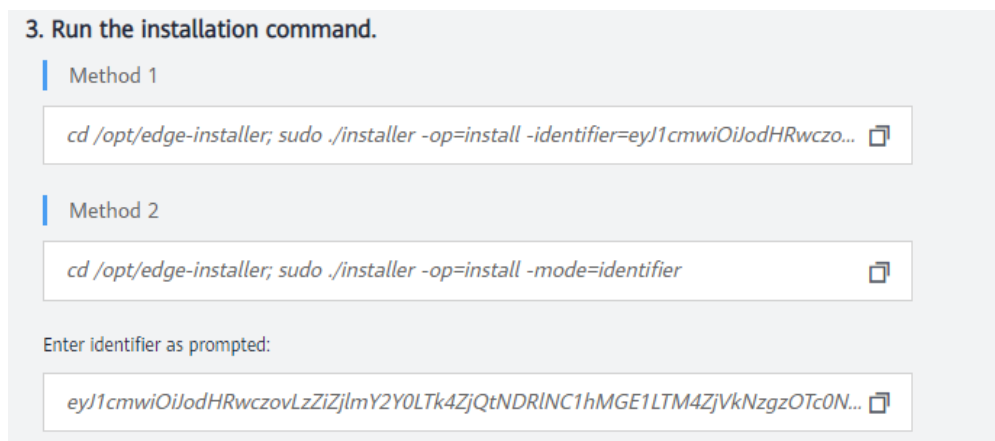 3. Run the installation command.
Method 1
cd /opt/edge-installer; sudo ./installer -op=install -identifier=eyJ1cmwiOiJodHRwczo...
Method 2
cd /opt/edge-installer; sudo ./installer -op=install -mode=identifier
Enter identifier as prompted:
eyJ1cmwiOiJodHRwczovLzZiZjlmY2Y0LTk4ZjQtNDRlNC1hMGE1LTM4ZjVkNzgzOTc0N...